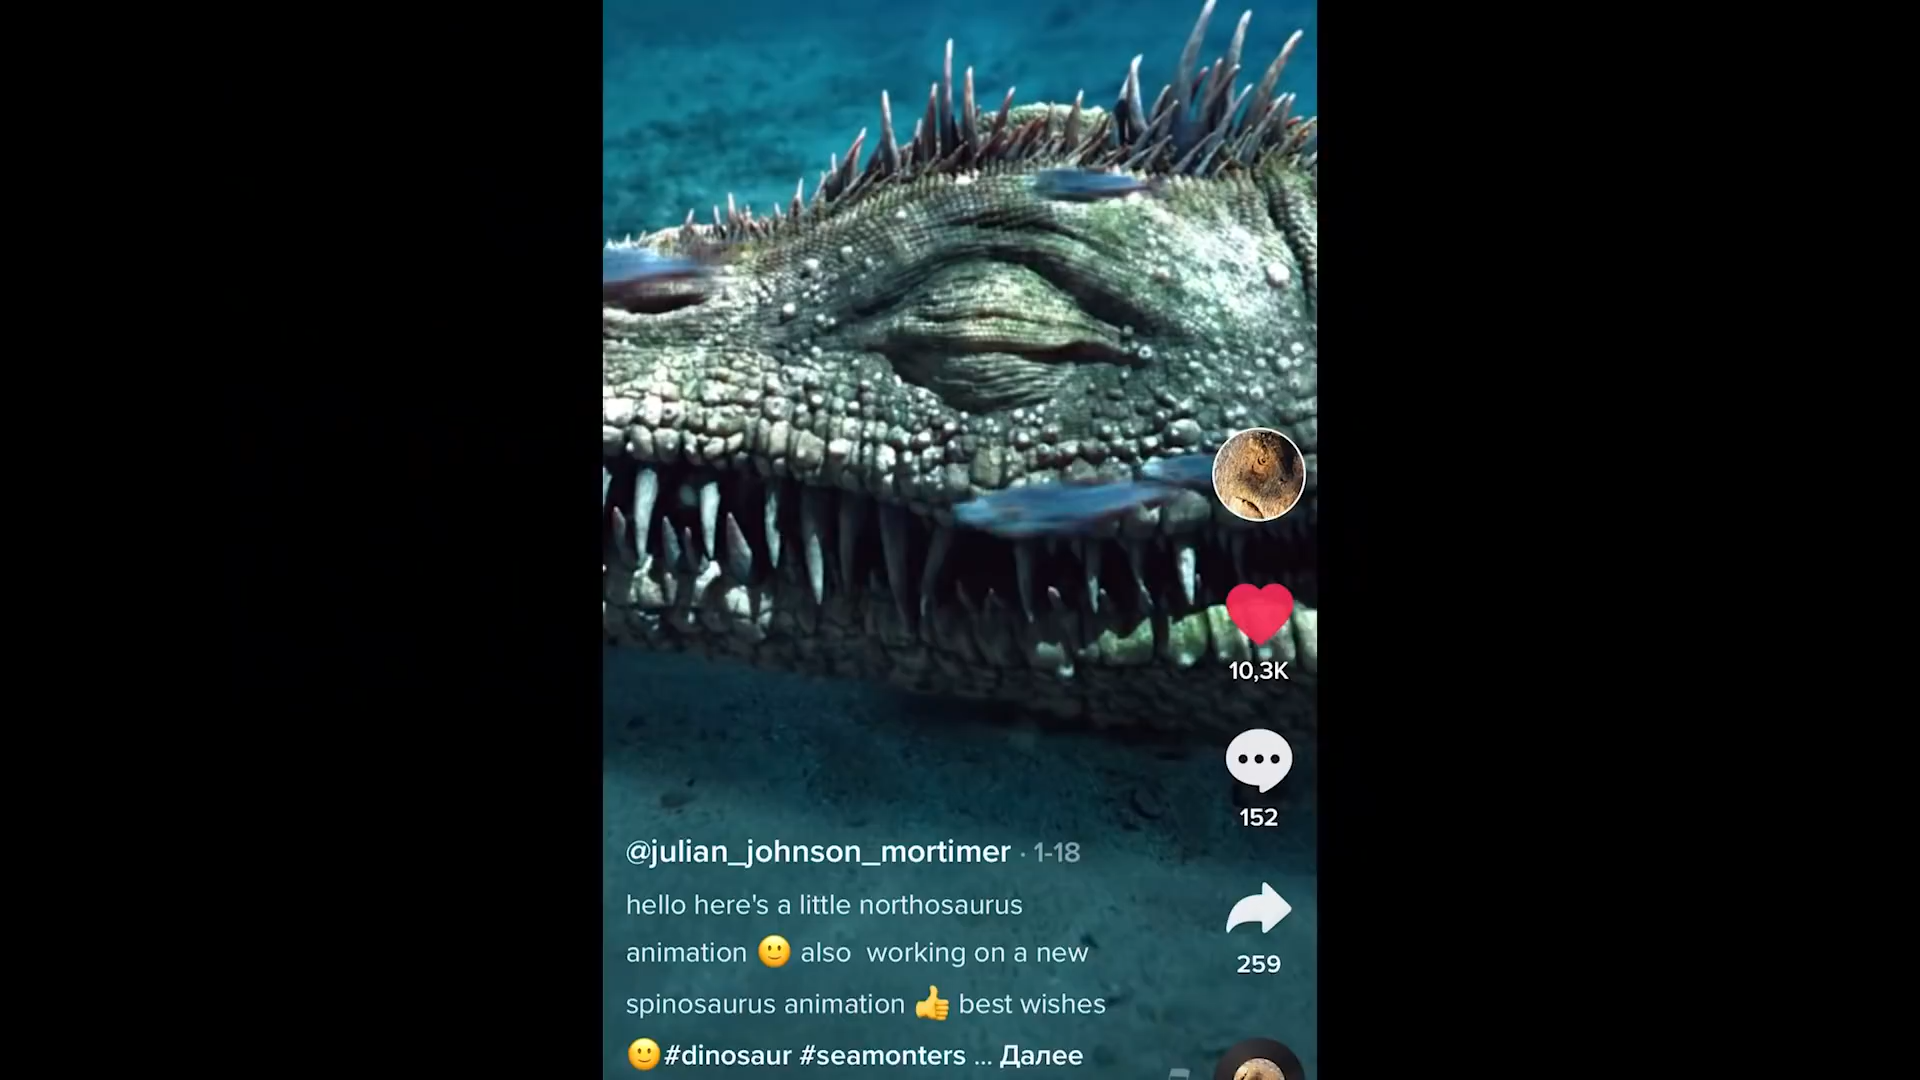 10,3K
152
@julian_johnson_mortimer · 1-18
hello here's a little northosaurus
animation 🙂 also working on a new
259
spinosaurus animation 👍 best wishes
🙂#dinosaur #seamonters ... Далее